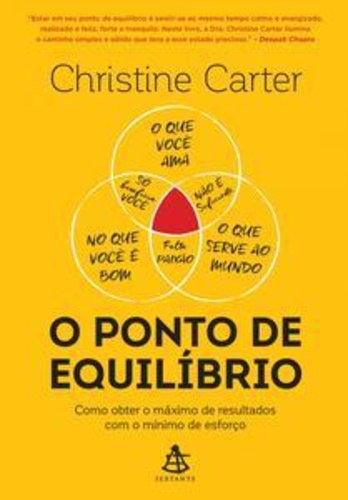 "Estar em seu ponto de equilíbrio é sentir-se ao mesmo tempo calmo e energizado,
realizado e feliz, forte e tranquilo. Neste livro, a Dra. Christine Carter ilumina
o caminho simples e sólido que leva a esse estado precioso." – Deepak Chopra
Christine Carter
O QUE
VOCÊ
AMA
SÓ
beneficia
VOCÊ
NÃO É
Suficiente
NO QUE
VOCÊ É
BOM
Falta
PAIXÃO
O QUE
SERVE AO
MUNDO
O PONTO DE
EQUILÍBRIO
Como obter o máximo de resultados
com o mínimo de esforço
SEXTANTE